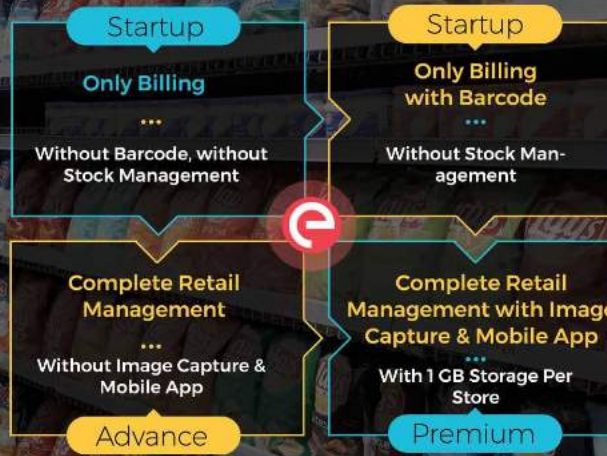 Startup
Only Billing
...
Without Barcode, without
Stock Management
Startup
Only Billing
with Barcode
...
Without Stock Man-
agement
Complete Retail
Management
...
Without Image Capture &
Mobile App
Advance
Complete Retail
Management with Image
Capture & Mobile App
...
With 1 GB Storage Per
Store
Premium
e
Lay's